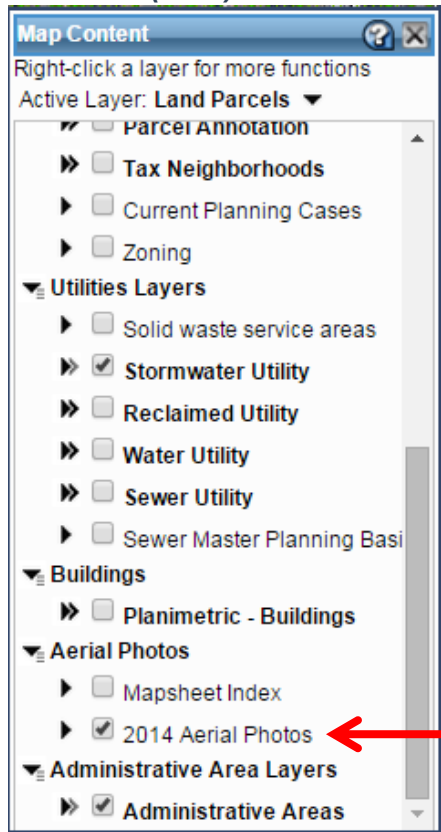 Map Content
Right-click a layer for more functions
Active Layer: Land Parcels
Parcel Annotation
Tax Neighborhoods
Current Planning Cases
Zoning
Utilities Layers
Solid waste service areas
Stormwater Utility
Reclaimed Utility
Water Utility
Sewer Utility
Sewer Master Planning Basi
Buildings
Planimetric - Buildings
Aerial Photos
Mapsheet Index
2014 Aerial Photos
Administrative Area Layers
Administrative Areas